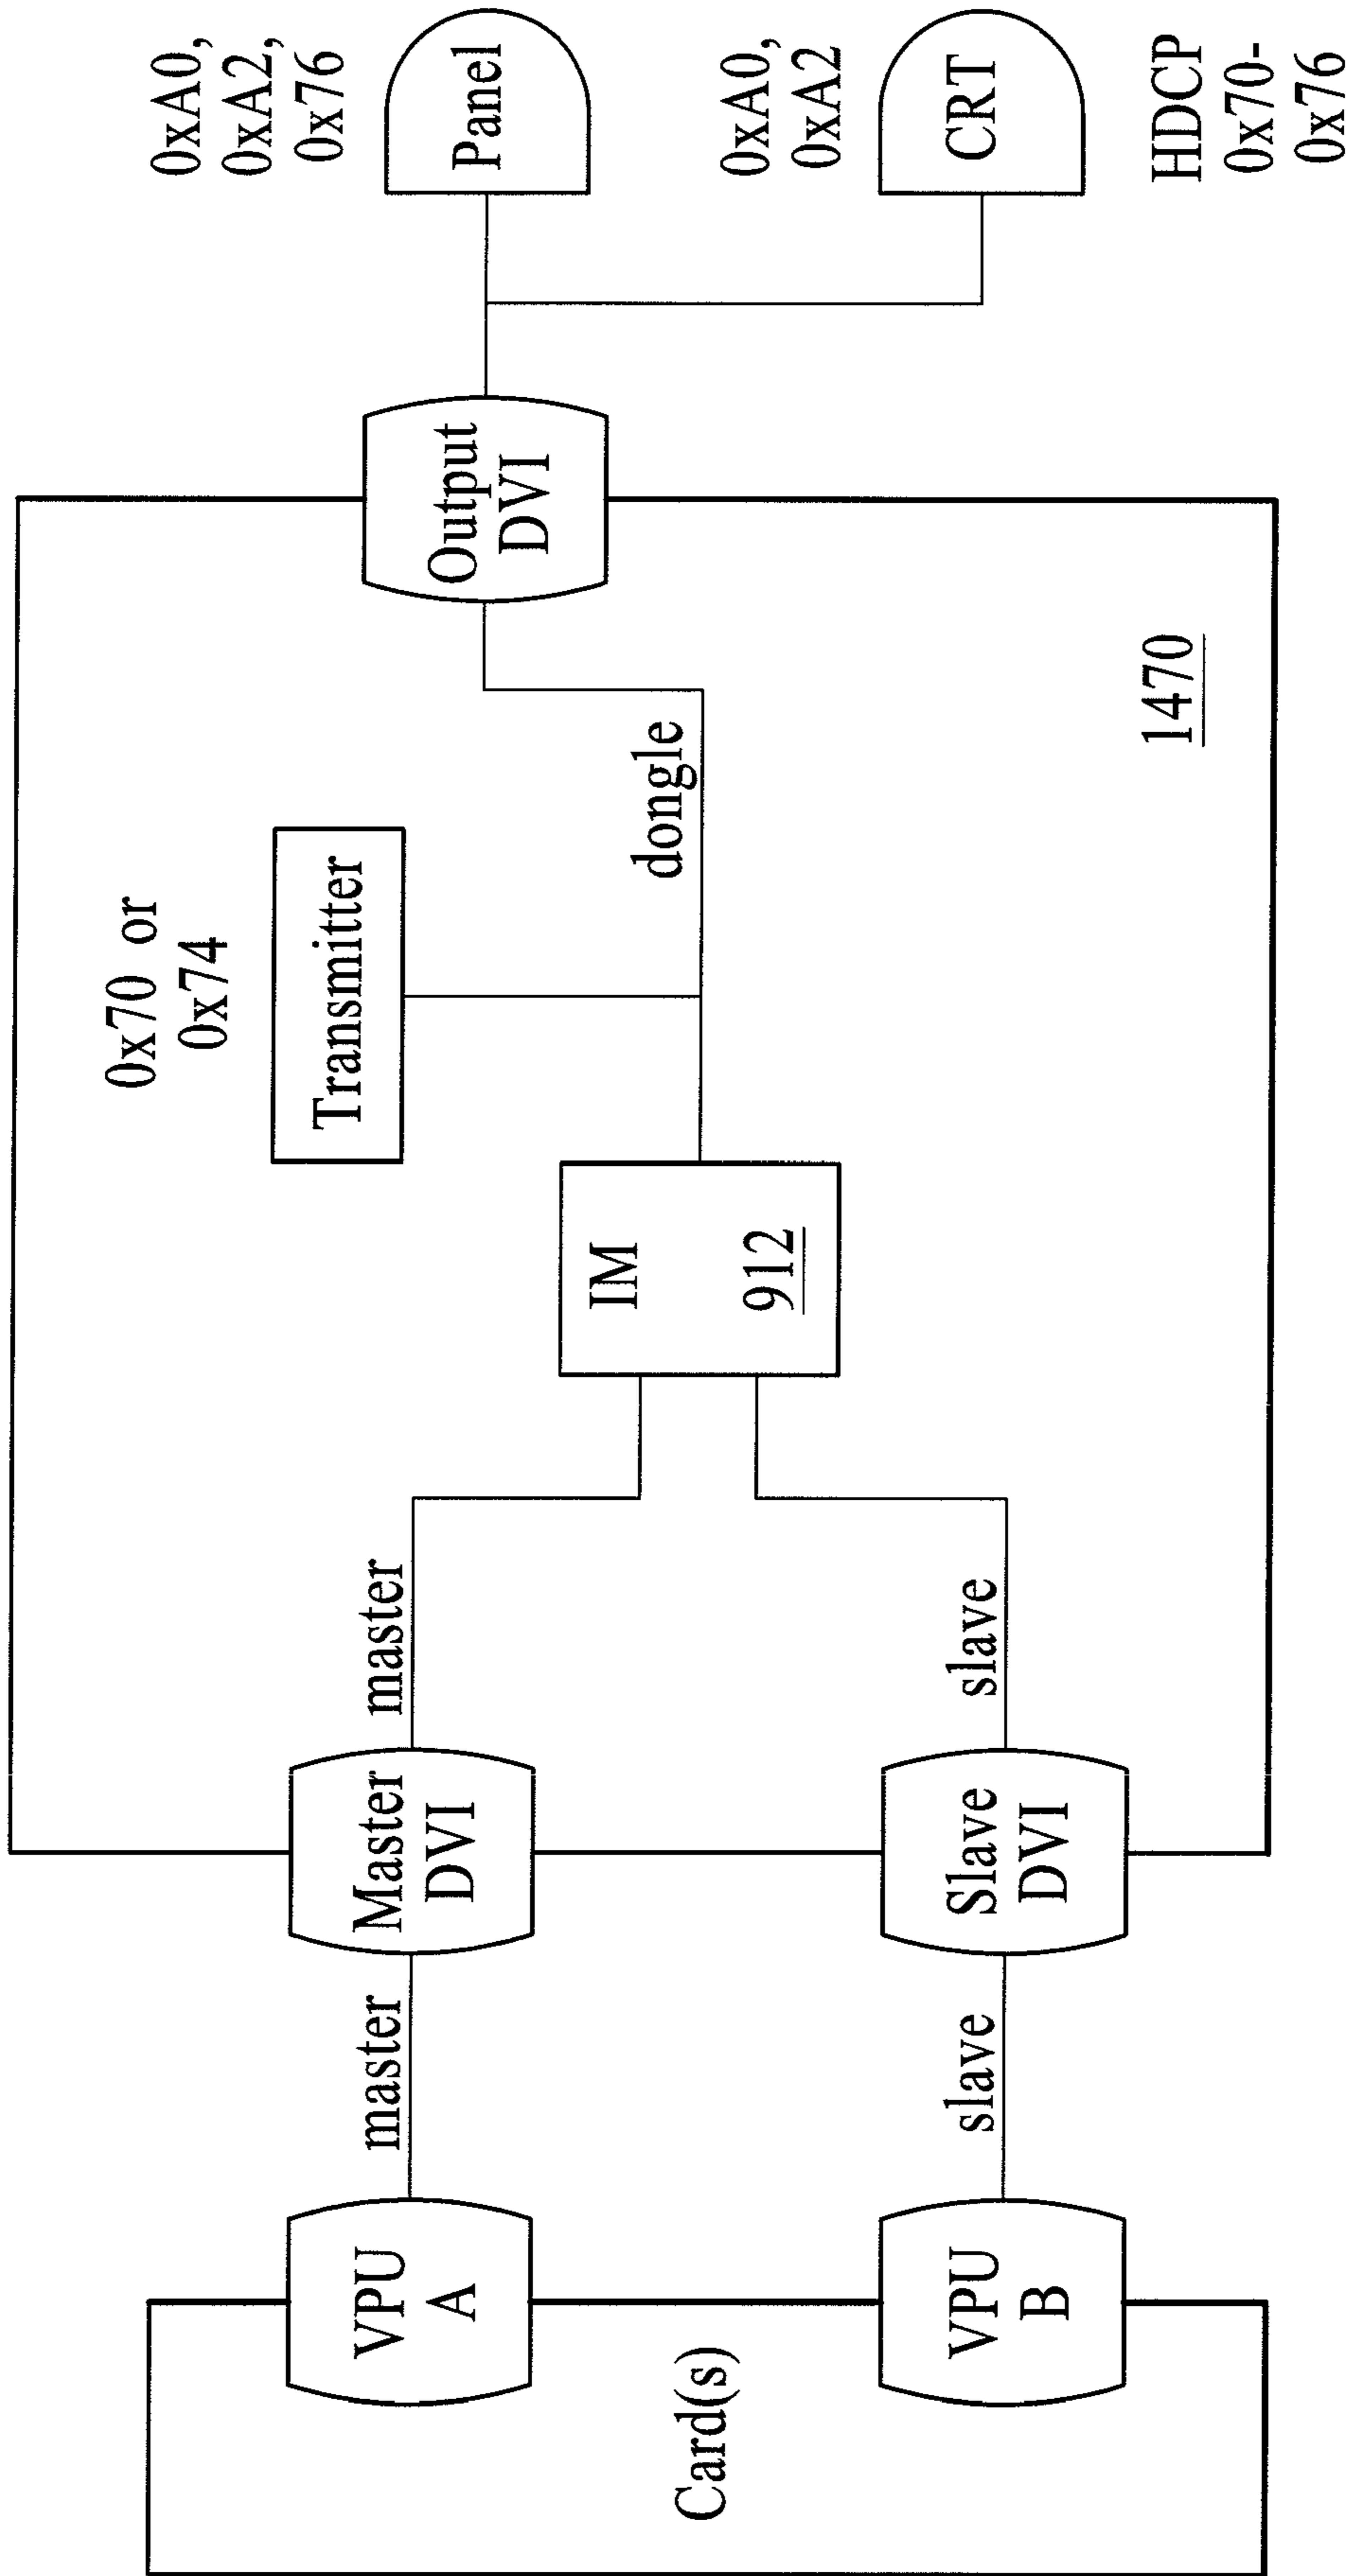 Card(s)
VPU
A
VPU
B
master
slave
Master
DVI
Slave
DVI
master
slave
IM
912
0x70 or
0x74
Transmitter
dongle
1470
Output
DVI
0xA0,
0xA2,
0x76
Panel
0xA0,
0xA2
CRT
HDCP
0x70-
0x76